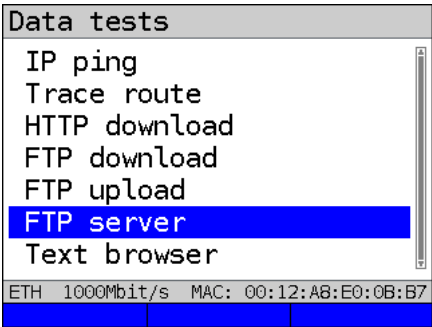 Data tests
IP ping
Trace route
HTTP download
FTP download
FTP upload
FTP server
Text browser
ETH 1000Mbit/s MAC: 00:12:A8:E0:0B:B7